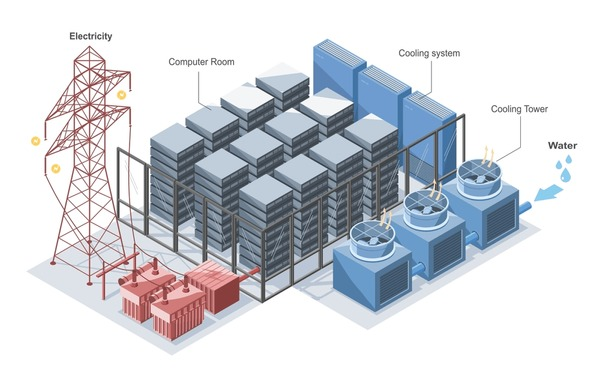 Electricity
Computer Room
Cooling system
Cooling Tower
Water